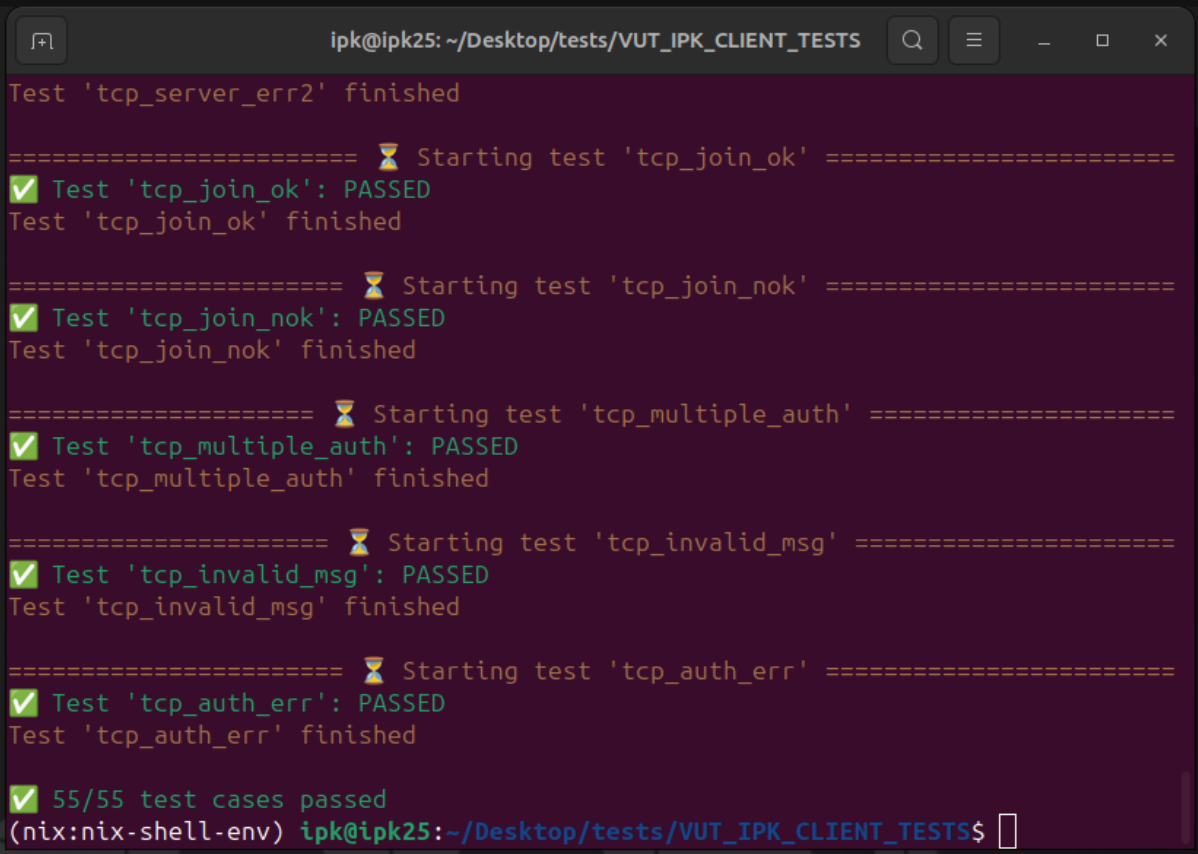 ipk@ipk25: ~/Desktop/tests/VUT_IPK_CLIENT_TESTS
Test 'tcp_server_err2' finished
======================== ⏳ Starting test 'tcp_join_ok' ========================
✅ Test 'tcp_join_ok': PASSED
Test 'tcp_join_ok' finished
======================= ⏳ Starting test 'tcp_join_nok' ========================
✅ Test 'tcp_join_nok': PASSED
Test 'tcp_join_nok' finished
===================== ⏳ Starting test 'tcp_multiple_auth' =====================
✅ Test 'tcp_multiple_auth': PASSED
Test 'tcp_multiple_auth' finished
====================== ⏳ Starting test 'tcp_invalid_msg' ======================
✅ Test 'tcp_invalid_msg': PASSED
Test 'tcp_invalid_msg' finished
======================= ⏳ Starting test 'tcp_auth_err' ========================
✅ Test 'tcp_auth_err': PASSED
Test 'tcp_auth_err' finished
✅ 55/55 test cases passed
(nix:nix-shell-env) ipk@ipk25:~/Desktop/tests/VUT_IPK_CLIENT_TESTS$